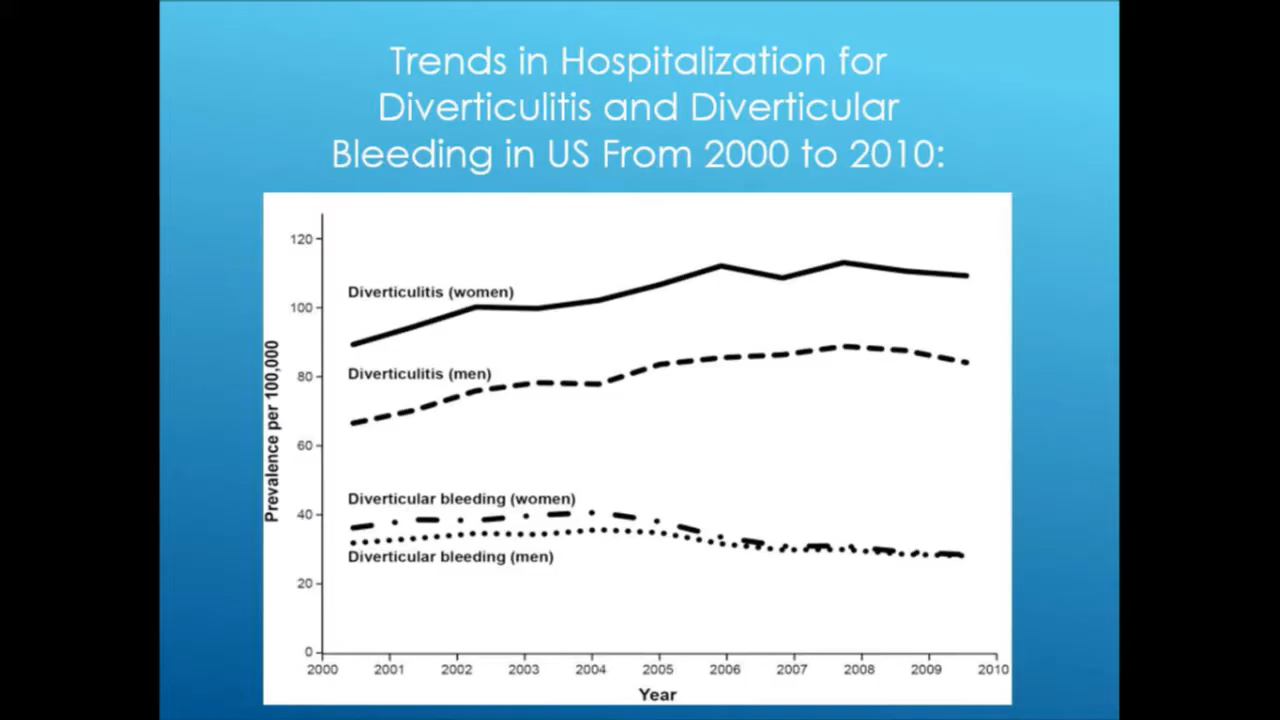 Trends in Hospitalization for
Diverticulitis and Diverticular
Bleeding in US From 2000 to 2010:
120
Diverticulitis (women)
100
Diverticulitis (men)
80
60
Prevalence per 100,000
Diverticular bleeding (women)
40
Diverticular bleeding (men)
20
0
2000 2001 2002 2003 2004 2005 2006 2007 2008 2009 2010
Year